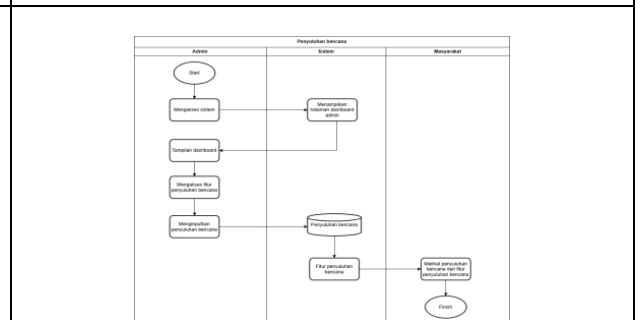 Penyuluhan bencana
Admin
Sistem
Masyarakat
Start
Mengakses sistem
Menampilkan
halaman dashboard
admin
Tampilan dashboard
Mengakses fitur
penyuluhan bencana
Menginputkan
penyuluhan bencana
Penyuluhan bencana
Fitur penyuluhan
bencana
Melihat penyuluhan
bencana dari fitur
penyuluhan bencana
Finish